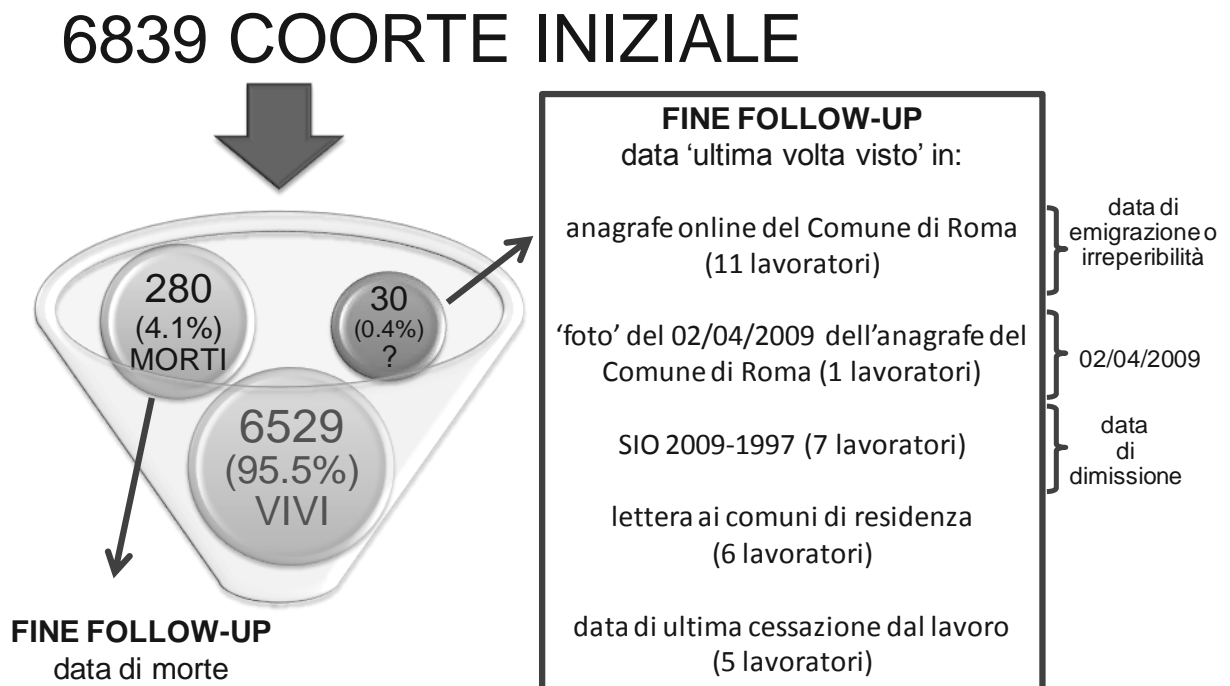 6839 COORTE INIZIALE
280
(4.1%)
MORTI
30
(0.4%)
?
6529
(95.5%)
VIVI
FINE FOLLOW-UP
data di morte
FINE FOLLOW-UP
data ‘ultima volta visto’ in:
anagrafe online del Comune di Roma
(11 lavoratori)
data di
emigrazione o
irreperibilità
‘foto’ del 02/04/2009 dell’anagrafe del
Comune di Roma (1 lavoratori)
02/04/2009
SIO 2009-1997 (7 lavoratori)
data
di
dimissione
lettera ai comuni di residenza
(6 lavoratori)
data di ultima cessazione dal lavoro
(5 lavoratori)